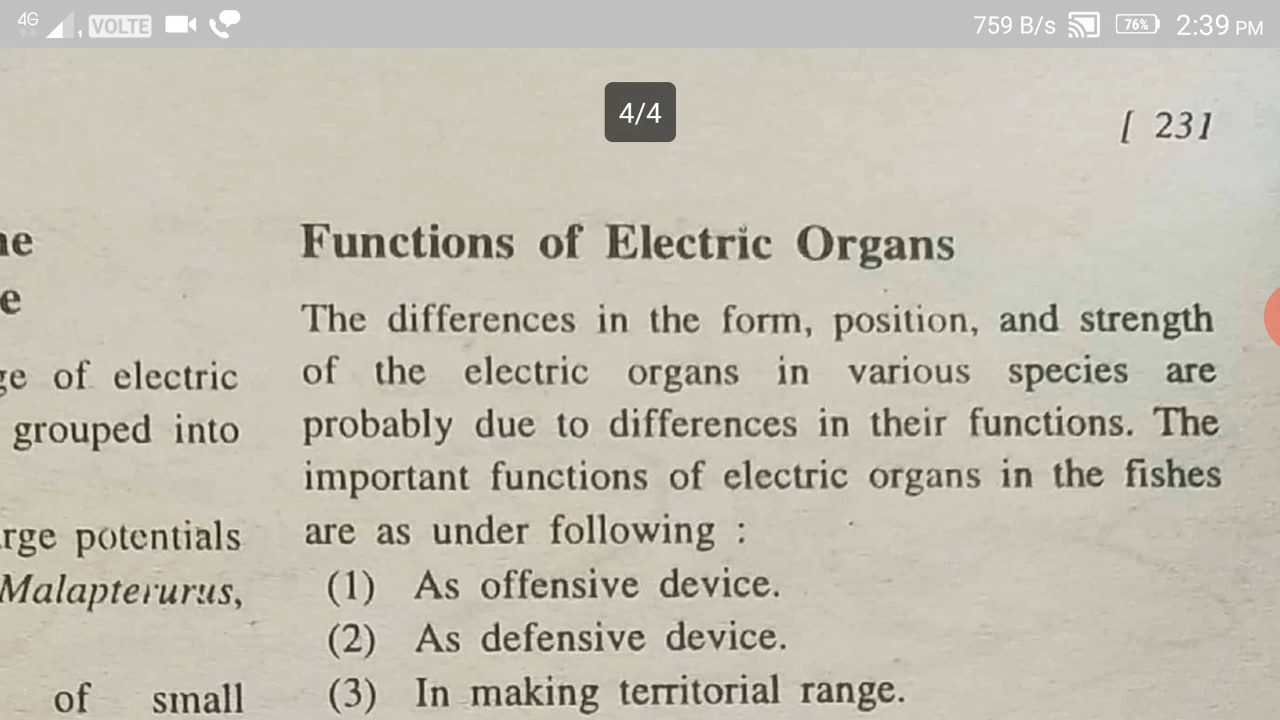 4G VOLTE 759 B/s 76% 2:39 PM
4/4
[ 23]
ge of electric
grouped into
rge potentials
Malapterurus,
of small
Functions of Electric Organs
The differences in the form, position, and strength
of the electric organs in various species are
probably due to differences in their functions. The
important functions of electric organs in the fishes
are as under following :
(1) As offensive device.
(2) As defensive device.
(3) In making territorial range.